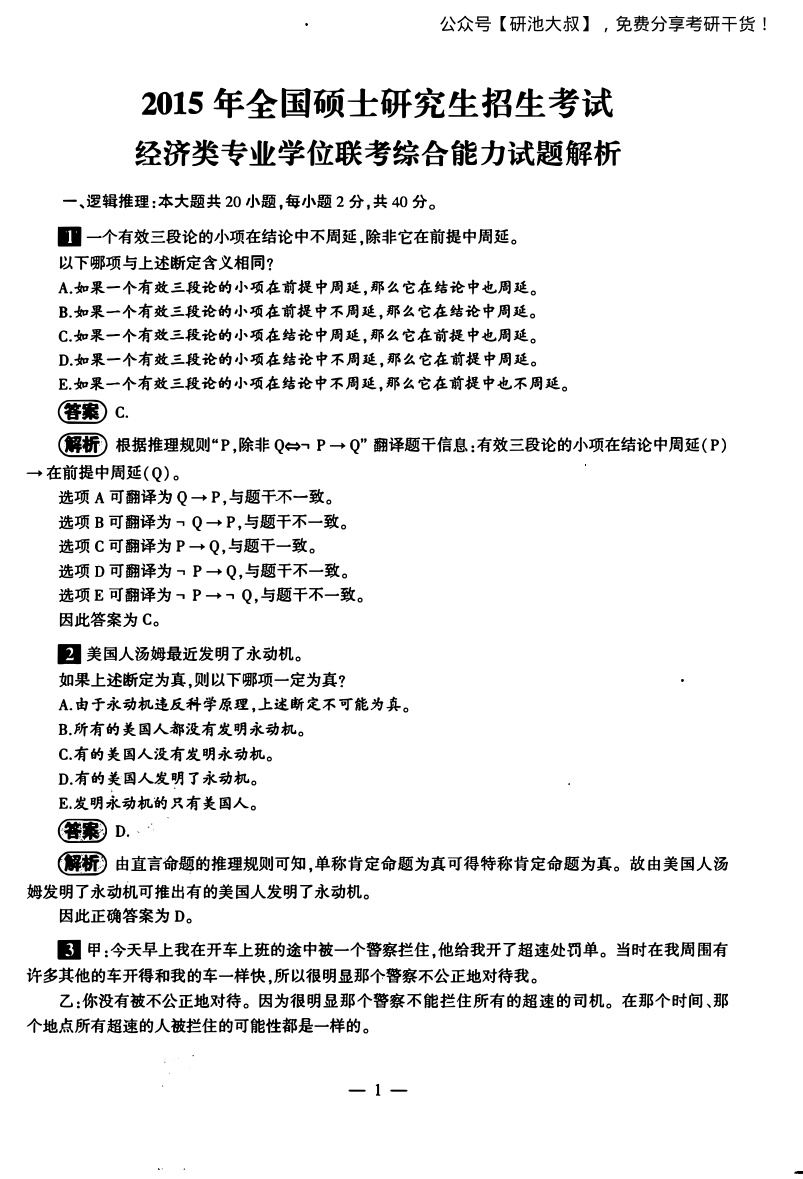 公众号【研池大叔】，免费分享考研干货！
2015 年全国硕士研究生招生考试
经济类专业学位联考综合能力试题解析
一、逻辑推理:本大题共 20 小题,每小题 2 分,共 40 分。
1 一个有效三段论的小项在结论中不周延,除非它在前提中周延。
以下哪项与上述断定含义相同?
A.如果一个有效三段论的小项在前提中周延,那么它在结论中也周延。
B.如果一个有效三段论的小项在前提中不周延,那么它在结论中周延。
C.如果一个有效三段论的小项在结论中周延,那么它在前提中也周延。
D.如果一个有效三段论的小项在结论中不周延,那么它在前提中周延。
E.如果一个有效三段论的小项在结论中不周延,那么它在前提中也不周延。
答案 C.
解析 根据推理规则“P,除非 Q⇔¬ P → Q” 翻译题干信息:有效三段论的小项在结论中周延(P)
→ 在前提中周延(Q)。
选项 A 可翻译为 Q → P,与题干不一致。
选项 B 可翻译为 ¬ Q → P,与题干不一致。
选项 C 可翻译为 P → Q,与题干一致。
选项 D 可翻译为 ¬ P → Q,与题干不一致。
选项 E 可翻译为 ¬ P → ¬ Q,与题干不一致。
因此答案为 C。
2 美国人汤姆最近发明了永动机。
如果上述断定为真,则以下哪项一定为真?
A.由于永动机违反科学原理,上述断定不可能为真。
B.所有的美国人都没有发明永动机。
C.有的美国人没有发明永动机。
D.有的美国人发明了永动机。
E.发明永动机的只有美国人。
答案 D.
解析 由直言命题的推理规则可知,单称肯定命题为真可得特称肯定命题为真。故由美国人汤
姆发明了永动机可推出有的美国人发明了永动机。
因此正确答案为 D。
3 甲:今天早上我在开车上班的途中被一个警察拦住,他给我开了超速处罚单。当时在我周围有
许多其他的车开得和我的车一样快,所以很明显那个警察不公正地对待我。
乙:你没有被不公正地对待。因为很明显那个警察不能拦住所有的超速的司机。在那个时间、那
个地点所有超速的人被拦住的可能性都是一样的。
— 1 —